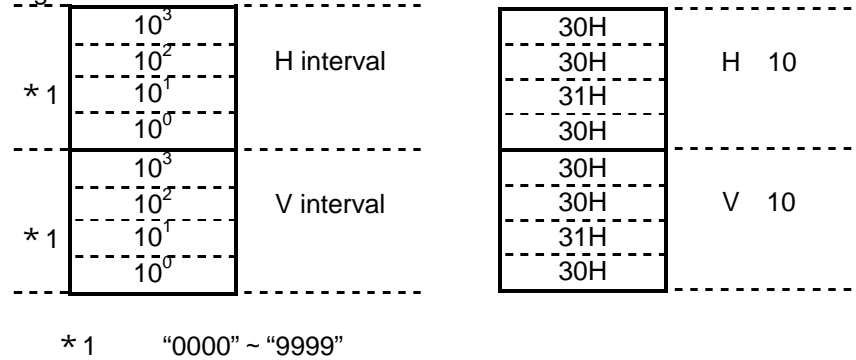 10³ 30H
10² H interval 30H H 10
*1 10¹ 31H
10⁰ 30H
10³ 30H
10² V interval 30H V 10
*1 10¹ 31H
10⁰ 30H
*1 “0000” ~ “9999”